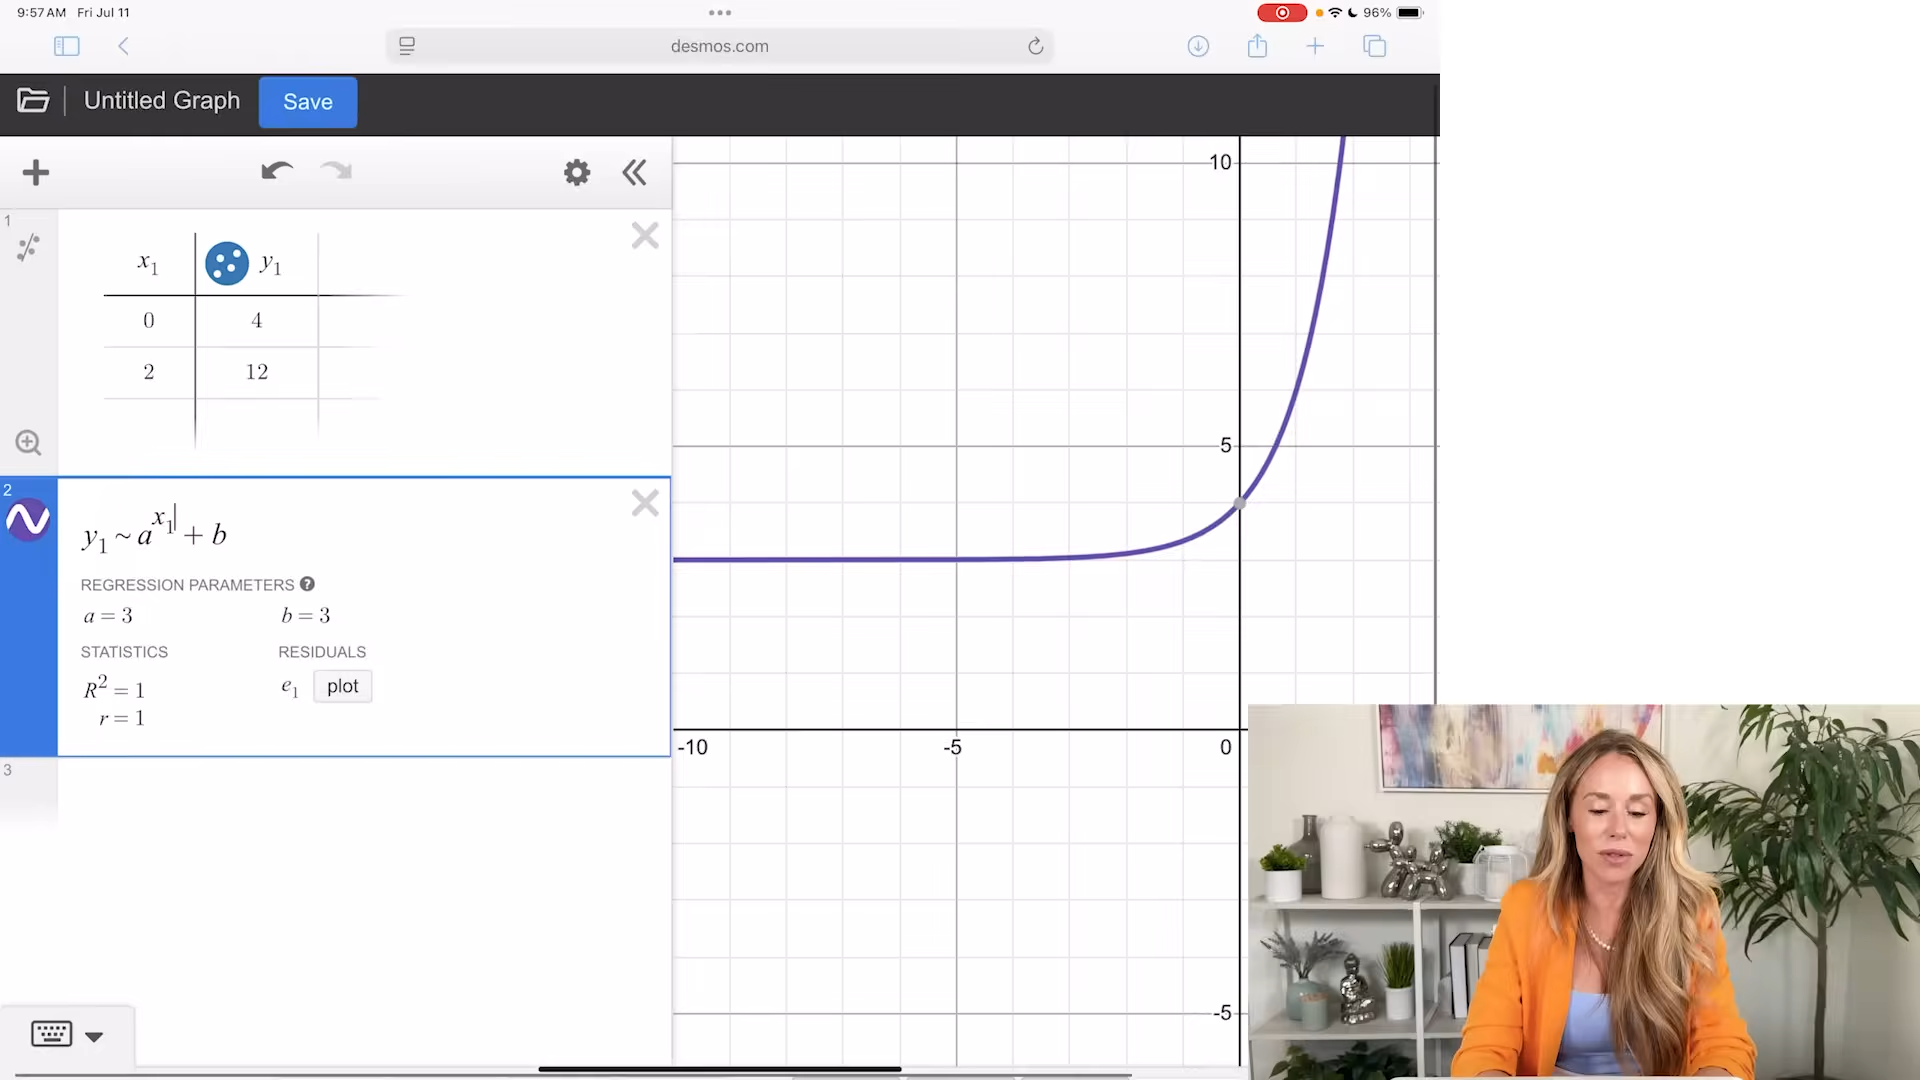 9:57 AM Fri Jul 11
96%
desmos.com
Untitled Graph
Save
1
x₁ y₁
0 4
2 12
2
y₁ ~ a^x₁ + b
REGRESSION PARAMETERS ?
a = 3 b = 3
STATISTICS RESIDUALS
R² = 1 e₁ plot
r = 1
3
10
5
-10 -5 0
-5